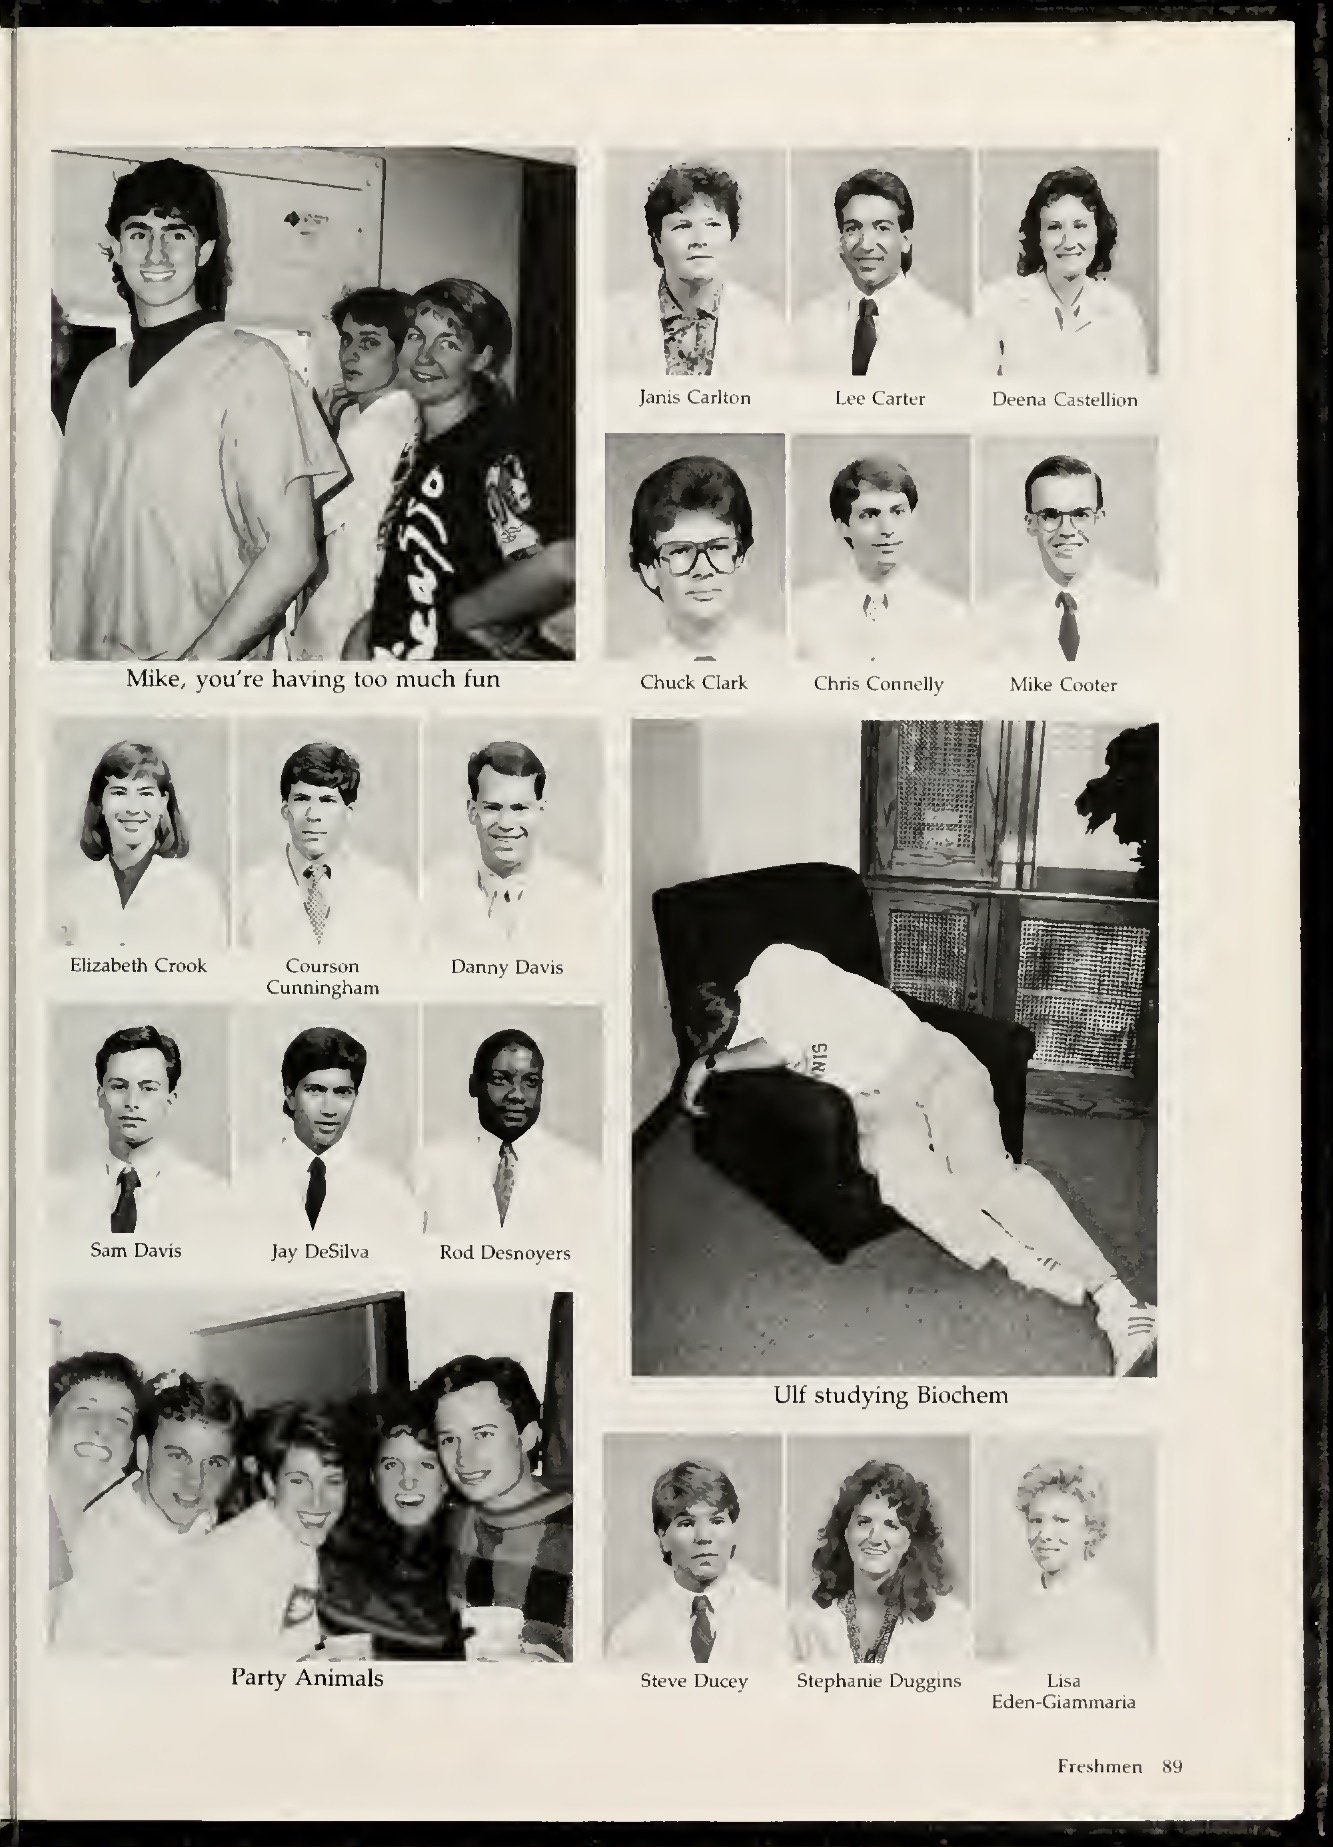 Janis Carlton
Lee Carter
Deena Castellion
Mike, you're having too much fun
Chuck Clark
Chris Connelly
Mike Cooter
Elizabeth Crook
Courson
Cunningham
Danny Davis
Sam Davis
Jay DeSilva
Rod Desnoyers
Ulf studying Biochem
Party Animals
Steve Ducey
Stephanie Duggins
Lisa
Eden-Giammaria
Freshmen 89